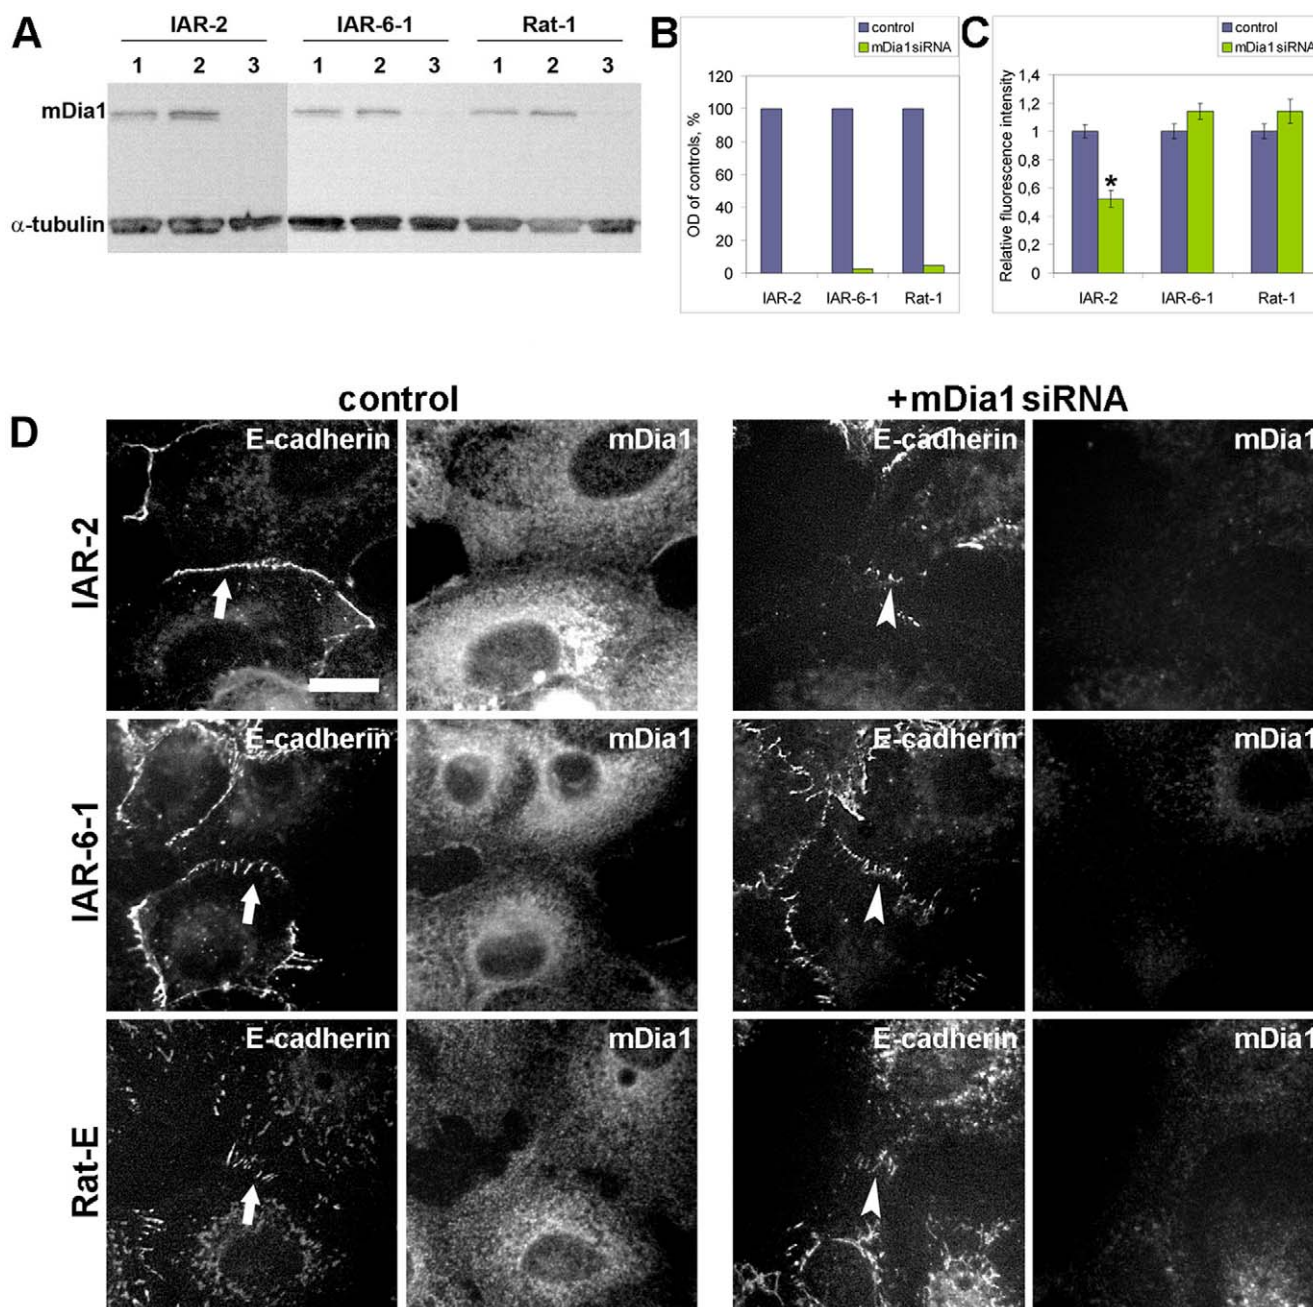 A
IAR-2 IAR-6-1 Rat-1
1 2 3 1 2 3 1 2 3
mDia1
α-tubulin
B
control
mDia1siRNA
OD of controls, %
120
100
80
60
40
20
0
IAR-2 IAR-6-1 Rat-1
C
control
mDia1siRNA
Relative fluorescence intensity
1,4
1,2
1
0,8
0,6
0,4
0,2
0
*
IAR-2 IAR-6-1 Rat-1
D
control +mDia1siRNA
IAR-2
E-cadherin mDia1 E-cadherin mDia1
IAR-6-1
E-cadherin mDia1 E-cadherin mDia1
Rat-E
E-cadherin mDia1 E-cadherin mDia1